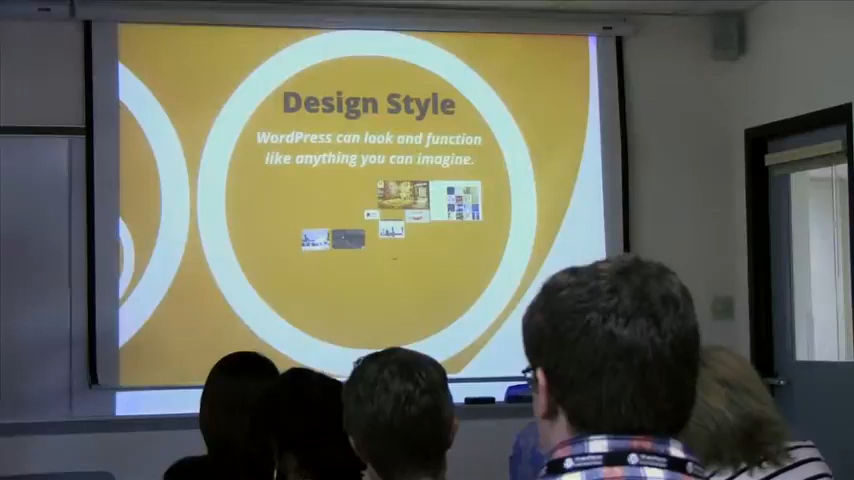 Design Style
WordPress can look and function
like anything you can imagine.